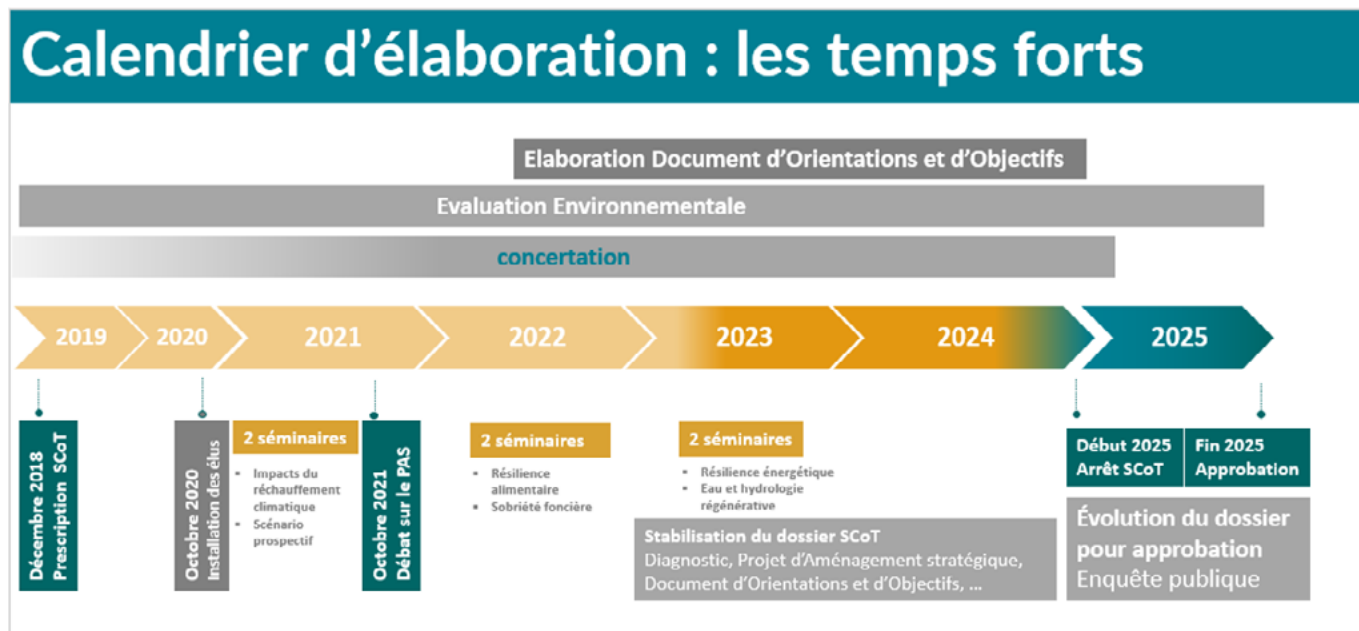 Calendrier d'élaboration : les temps forts
Elaboration Document d'Orientations et d'Objectifs
Evaluation Environnementale
concertation
2019
2020
2021
2022
2023
2024
2025
Décembre 2018
Prescription SCoT
Octobre 2020
Installation des élus
2 séminaires
▪ Impacts du
réchauffement
climatique
▪ Scénario
prospectif
Octobre 2021
Débat sur le PAS
2 séminaires
▪ Résilience
alimentaire
▪ Sobriété foncière
2 séminaires
▪ Résilience énergétique
▪ Eau et hydrologie
régénérative
Stabilisation du dossier SCoT
Diagnostic, Projet d'Aménagement stratégique,
Document d'Orientations et d'Objectifs, ...
Début 2025
Arrêt SCoT
Fin 2025
Approbation
Évolution du dossier
pour approbation
Enquête publique